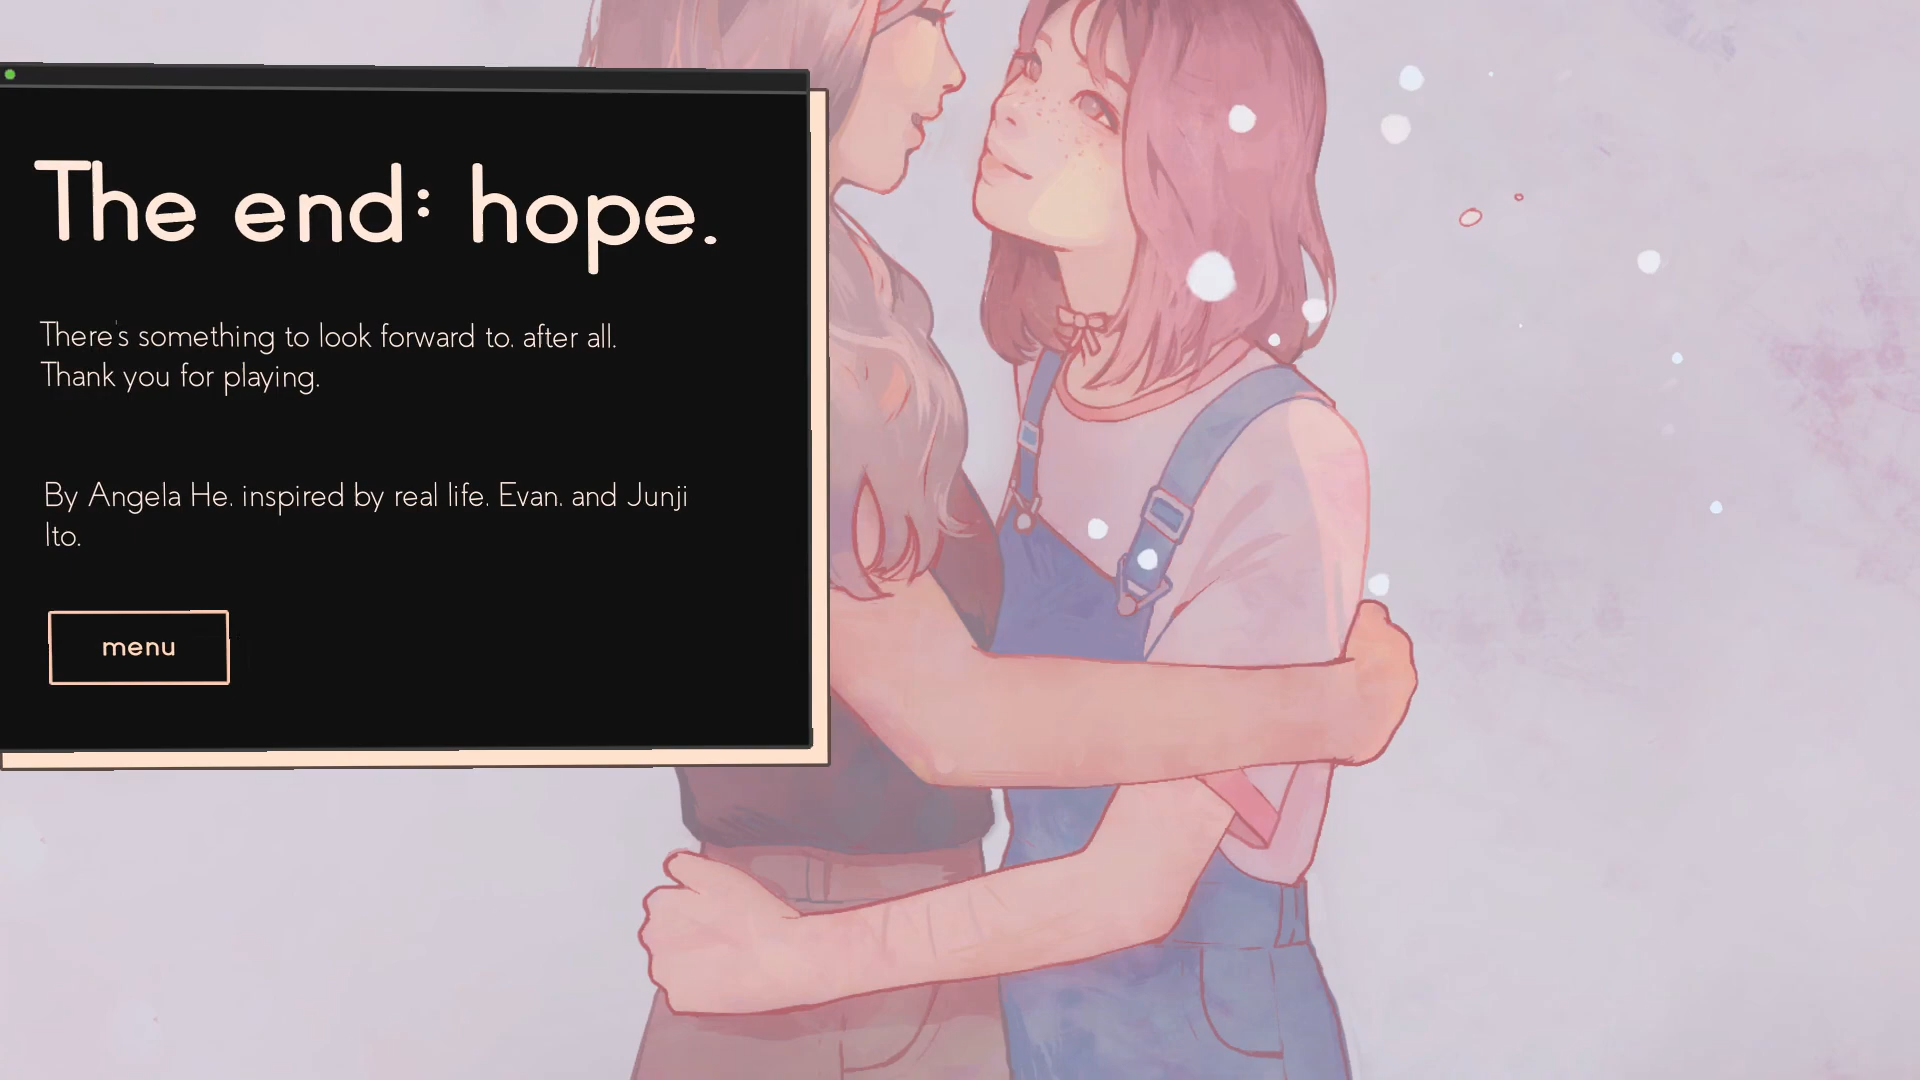 The end: hope.
There's something to look forward to. after all.
Thank you for playing.
By Angela He. inspired by real life. Evan. and Junji
Ito.
menu